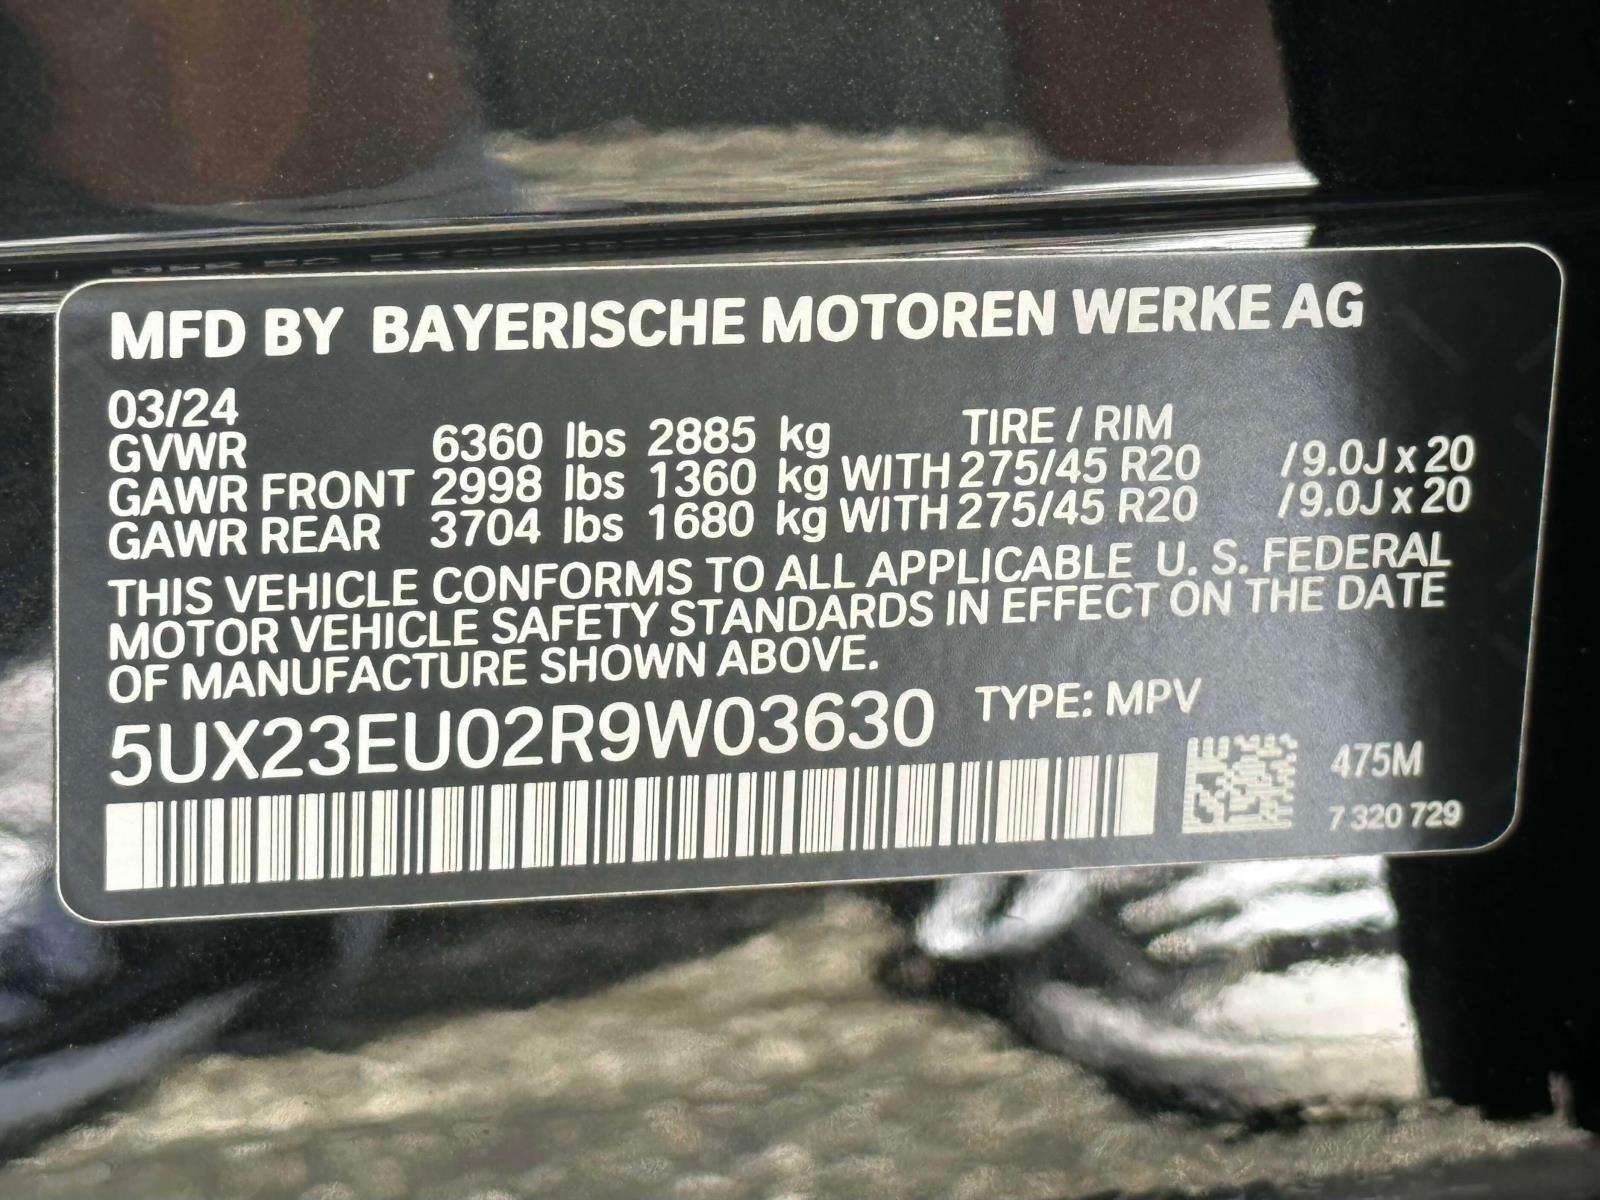 MFD BY BAYERISCHE MOTOREN WERKE AG
03/24
GVWR 6360 lbs 2885 kg TIRE / RIM
GAWR FRONT 2998 lbs 1360 kg WITH 275/45 R20 /9.0J x 20
GAWR REAR 3704 lbs 1680 kg WITH 275/45 R20 /9.0J x 20
THIS VEHICLE CONFORMS TO ALL APPLICABLE U. S. FEDERAL
MOTOR VEHICLE SAFETY STANDARDS IN EFFECT ON THE DATE
OF MANUFACTURE SHOWN ABOVE.
5UX23EU02R9W03630 TYPE: MPV
475M
7 320 729